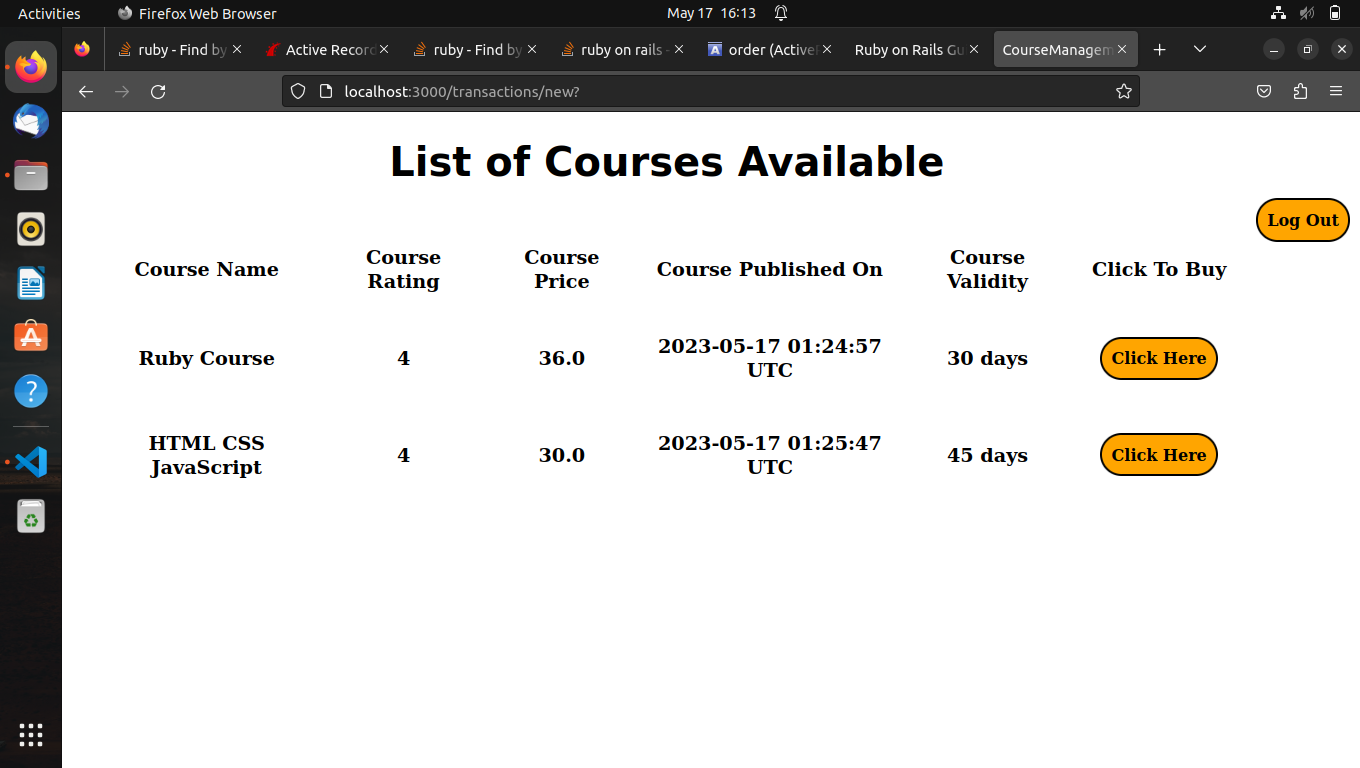 Activities Firefox Web Browser May 17 16:13
ruby - Find by Active Record ruby - Find by ruby on rails - order (ActiveR Ruby on Rails Gu CourseManagem
localhost:3000/transactions/new?
List of Courses Available
Log Out
Course Name Course Rating Course Price Course Published On Course Validity Click To Buy
Ruby Course 4 36.0 2023-05-17 01:24:57 UTC 30 days Click Here
HTML CSS JavaScript 4 30.0 2023-05-17 01:25:47 UTC 45 days Click Here